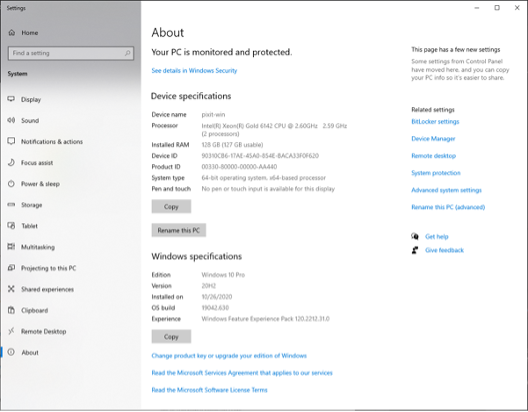 Settings
Home
Find a setting
System
Display
Sound
Notifications & actions
Focus assist
Power & sleep
Storage
Tablet
Multitasking
Projecting to this PC
Shared experiences
Clipboard
Remote Desktop
About
About
Your PC is monitored and protected.
See details in Windows Security
Device specifications
Device name pixit-win
Processor Intel(R) Xeon(R) Gold 6142 CPU @ 2.60GHz 2.59 GHz
(2 processors)
Installed RAM 128 GB (127 GB usable)
Device ID 90310CB6-17AE-45A0-854E-BACA33F0F620
Product ID 00330-80000-00000-AA440
System type 64-bit operating system, x64-based processor
Pen and touch No pen or touch input is available for this display
Copy
Rename this PC
Windows specifications
Edition Windows 10 Pro
Version 20H2
Installed on 10/26/2020
OS build 19042.630
Experience Windows Feature Experience Pack 120.2212.31.0
Copy
Change product key or upgrade your edition of Windows
Read the Microsoft Services Agreement that applies to our services
Read the Microsoft Software License Terms
This page has a few new settings
Some settings from Control Panel
have moved here, and you can copy
your PC info so it's easier to share.
Related settings
BitLocker settings
Device Manager
Remote desktop
System protection
Advanced system settings
Rename this PC (advanced)
Get help
Give feedback